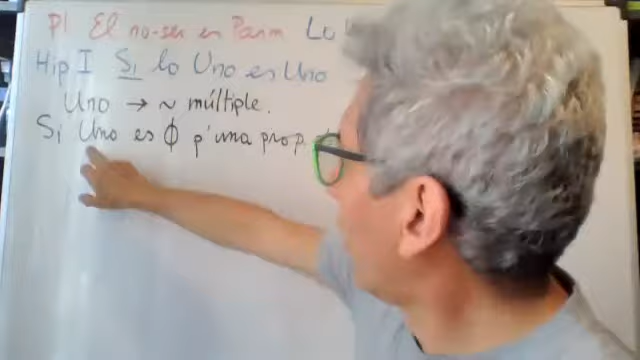 Pl El no-ser en Parm Lo
Hip I Si lo Uno es Uno
Uno → ~ múltiple.
Si Uno es ϕ p'una prop